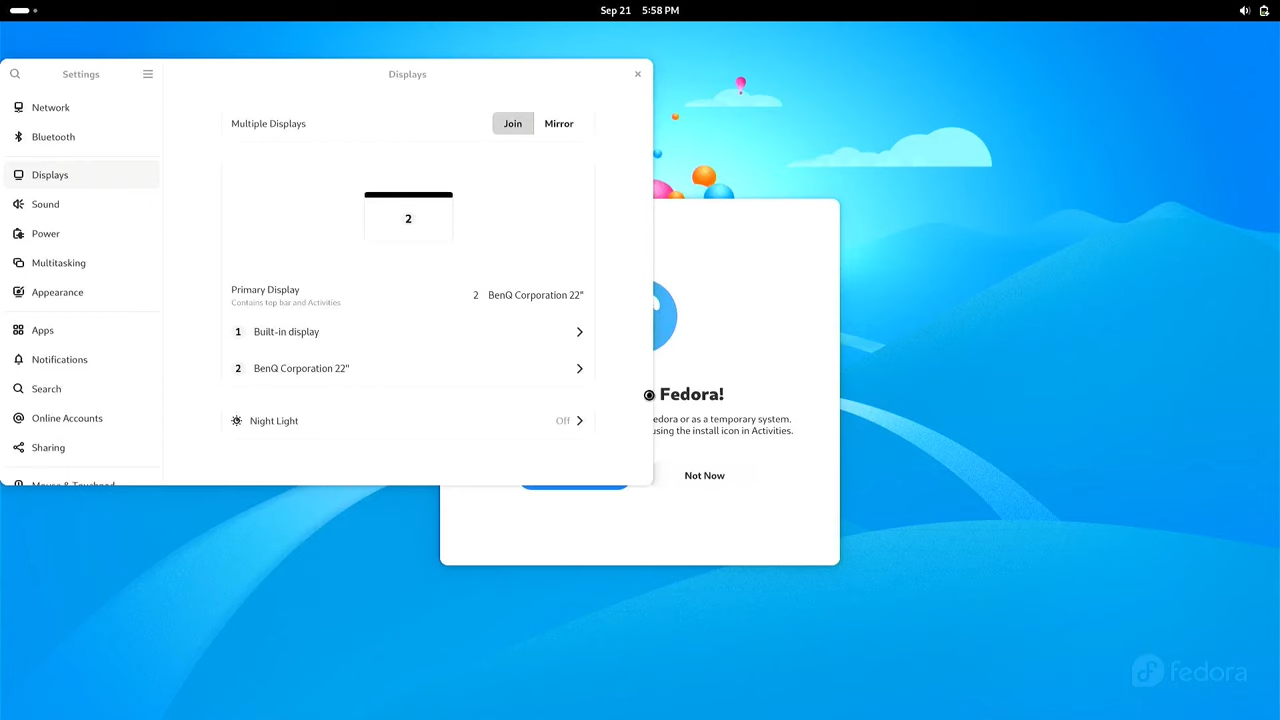 Sep 21 5:58 PM
Settings
Displays
Network
Bluetooth
Displays
Sound
Power
Multitasking
Appearance
Apps
Notifications
Search
Online Accounts
Sharing
Mouse & Touchpad
Multiple Displays
Join
Mirror
2
Primary Display
Contains top bar and Activities
2 BenQ Corporation 22"
1 Built-in display
2 BenQ Corporation 22"
Night Light
Off
Fedora!
edora or as a temporary system.
using the install icon in Activities.
Not Now
fedora